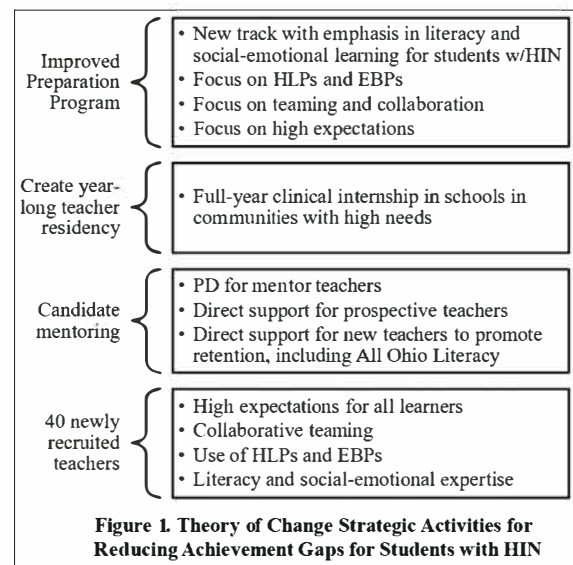 Improved
Preparation
Program
• New track with emphasis in literacy and
social-emotional learning for students w/HIN
• Focus on HLPs and EBPs
• Focus on teaming and collaboration
• Focus on high expectations
Create year-
long teacher
residency
• Full-year clinical internship in schools in
communities with high needs
Candidate
mentoring
• PD for mentor teachers
• Direct support for prospective teachers
• Direct support for new teachers to promote
retention, including All Ohio Literacy
40 newly
recruited
teachers
• High expectations for all learners
• Collaborative teaming
• Use of HLPs and EBPs
• Literacy and social-emotional expertise
Figure 1. Theory of Change Strategic Activities for
Reducing Achievement Gaps for Students with HIN